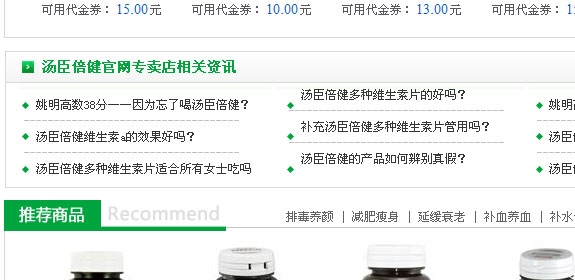 可用代金券： 15.00元 可用代金券： 10.00元 可用代金券： 13.00元 可用代金券：
汤臣倍健官网专卖店相关资讯
姚明高数38分——因为忘了喝汤臣倍健？
汤臣倍健维生素a的效果好吗？
汤臣倍健多种维生素片适合所有女士吃吗
汤臣倍健多种维生素片的好吗？
补充汤臣倍健多种维生素片管用吗？
汤臣倍健的产品如何辨别真假？
姚明
汤臣
汤臣
推荐商品 Recommend 排毒养颜 | 减肥瘦身 | 延缓衰老 | 补血养血 | 补水